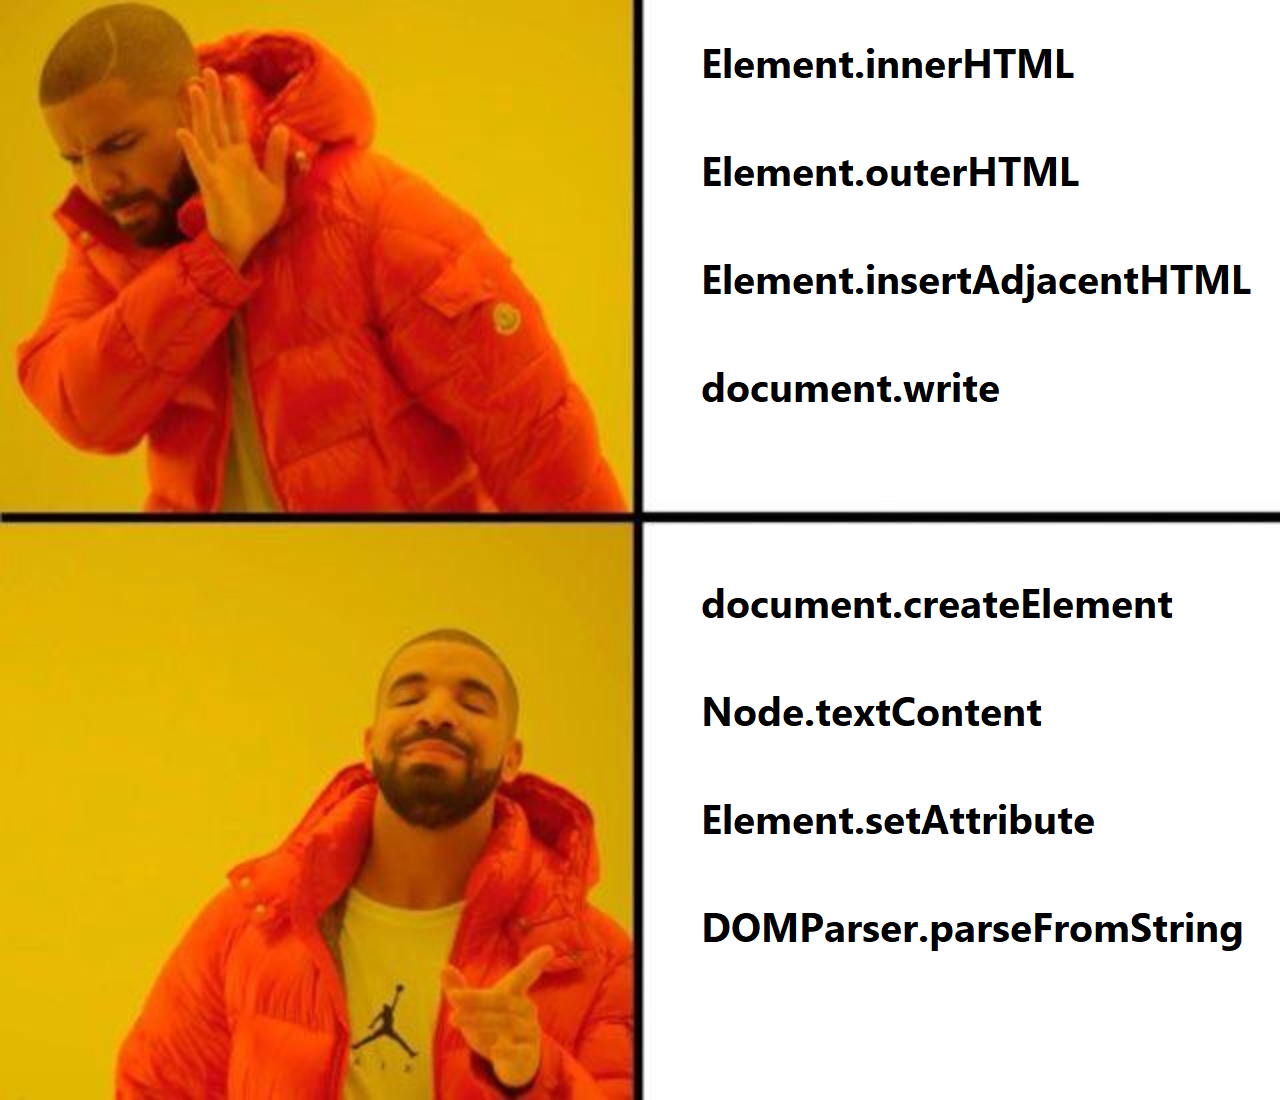 Element.innerHTML
Element.outerHTML
Element.insertAdjacentHTML
document.write
document.createElement
Node.textContent
Element.setAttribute
DOMParser.parseFromString